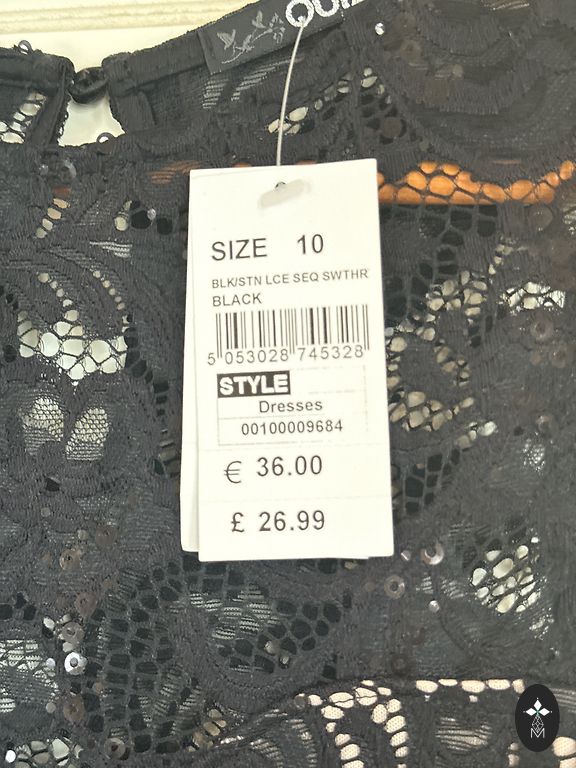 SIZE 10
BLK/STN LCE SEQ SWTHR
BLACK
5 053028 745328
STYLE
Dresses
00100009684
€ 36.00
£ 26.99
M